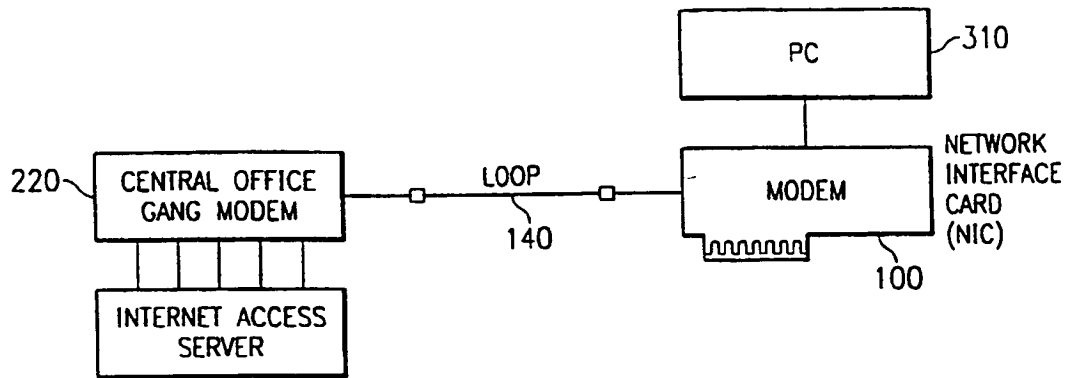 PC
310
220
CENTRAL OFFICE
GANG MODEM
LOOP
140
MODEM
NETWORK
INTERFACE
CARD
(NIC)
100
INTERNET ACCESS
SERVER